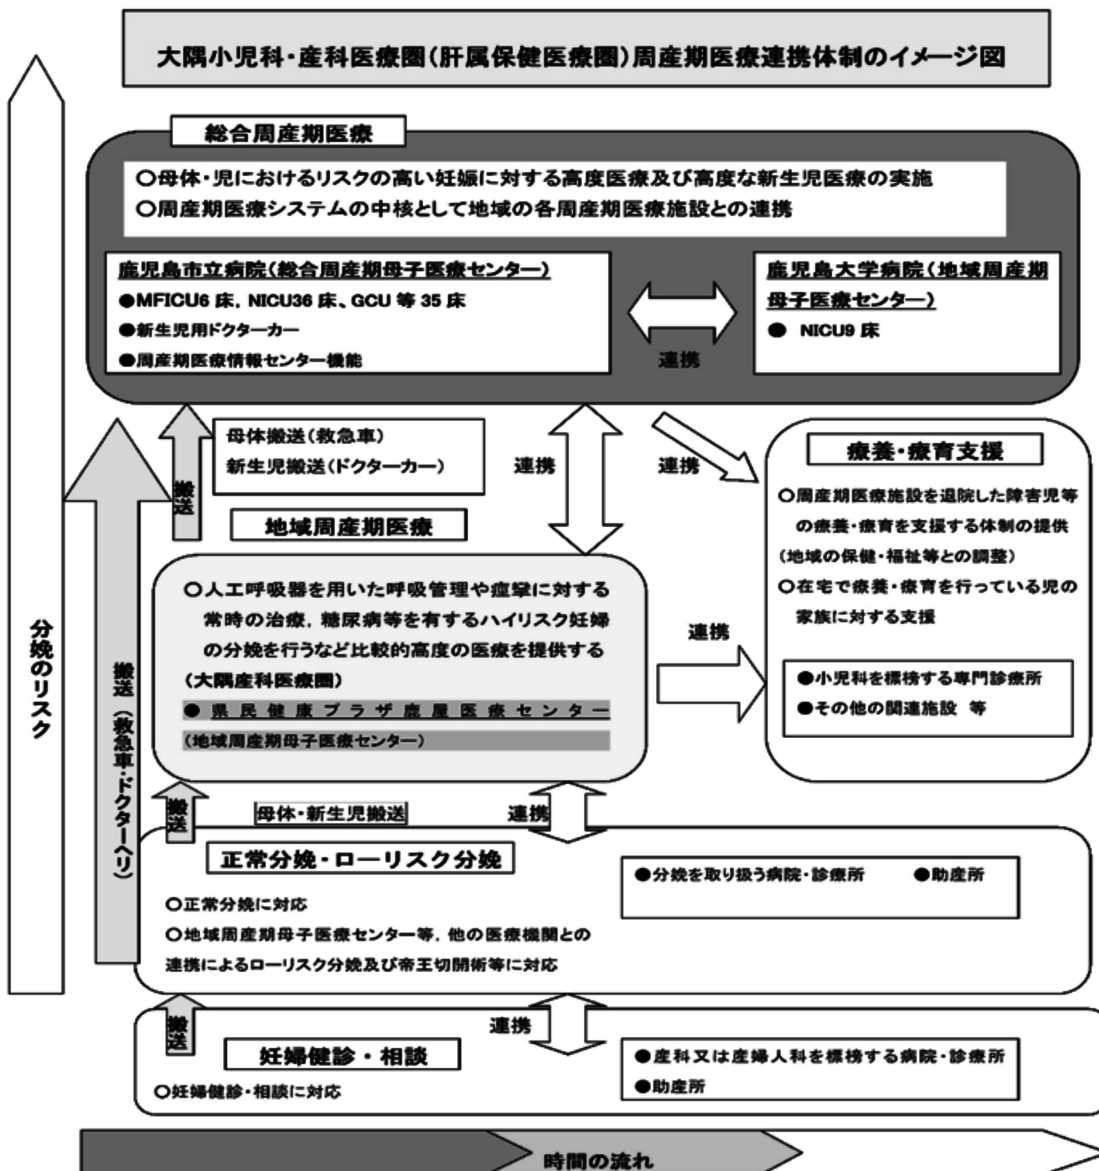 大隅小児科・産科医療圏(肝属保健医療圏)周産期医療連携体制のイメージ図
総合周産期医療
○母体・児におけるリスクの高い妊娠に対する高度医療及び高度な新生児医療の実施
○周産期医療システムの中核として地域の各周産期医療施設との連携
鹿児島市立病院(総合周産期母子医療センター)
●MFICU6 床，NICU36 床、GCU 等 35 床
●新生児用ドクターカー
●周産期医療情報センター機能
連携
鹿児島大学病院(地域周産期
母子医療センター)
● NICU9 床
搬送
母体搬送(救急車)
新生児搬送(ドクターカー)
連携
連携
地域周産期医療
○人工呼吸器を用いた呼吸管理や痙攣に対する
常時の治療，糖尿病等を有するハイリスク妊婦
の分娩を行うなど比較的高度の医療を提供する
(大隅産科医療圏)
●県民健康プラザ鹿屋医療センター
(地域周産期母子医療センター)
連携
療養・療育支援
○周産期医療施設を退院した障害児等
の療養・療育を支援する体制の提供
(地域の保健・福祉等との調整)
○在宅で療養・療育を行っている児の
家族に対する支援
●小児科を標榜する専門診療所
●その他の関連施設 等
分娩のリスク
搬送(救急車・ドクターヘリ)
搬送
母体・新生児搬送
連携
正常分娩・ローリスク分娩
○正常分娩に対応
○地域周産期母子医療センター等，他の医療機関との
連携によるローリスク分娩及び帝王切開術等に対応
●分娩を取り扱う病院・診療所 ●助産所
搬送
連携
妊婦健診・相談
○妊婦健診・相談に対応
●産科又は産婦人科を標榜する病院・診療所
●助産所
時間の流れ